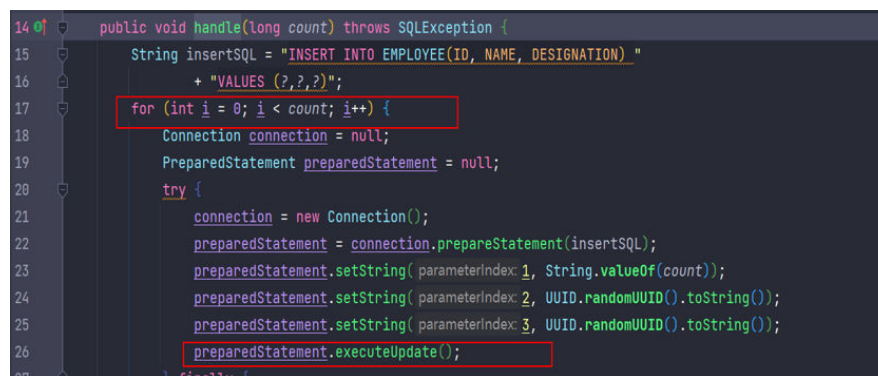 14 public void handle(long count) throws SQLException {
15 String insertSQL = "INSERT INTO EMPLOYEE(ID, NAME, DESIGNATION) "
16 + "VALUES (?,?,?)";
17 for (int i = 0; i < count; i++) {
18 Connection connection = null;
19 PreparedStatement preparedStatement = null;
20 try {
21 connection = new Connection();
22 preparedStatement = connection.prepareStatement(insertSQL);
23 preparedStatement.setString( parameterIndex: 1, String.valueOf(count));
24 preparedStatement.setString( parameterIndex: 2, UUID.randomUUID().toString());
25 preparedStatement.setString( parameterIndex: 3, UUID.randomUUID().toString());
26 preparedStatement.executeUpdate();